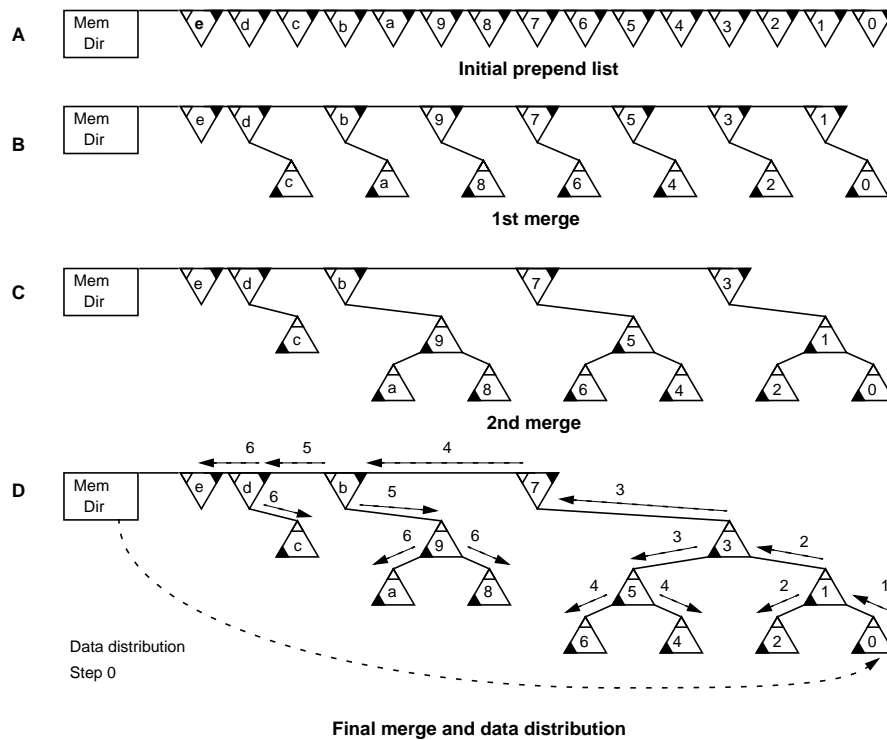 A Mem Dir e d c b a 9 8 7 6 5 4 3 2 1 0
Initial prepend list
B Mem Dir e d b 9 7 5 3 1
c a 8 6 4 2 0
1st merge
C Mem Dir e d b 7 3
c 9 5 1
a 8 6 4 2 0
2nd merge
6 5 4
D Mem Dir e d b 7 3
6 5
c 6 9 6 3 3 2
a 8 4 5 4 2 1 1
6 4 2 0
Data distribution
Step 0
Final merge and data distribution